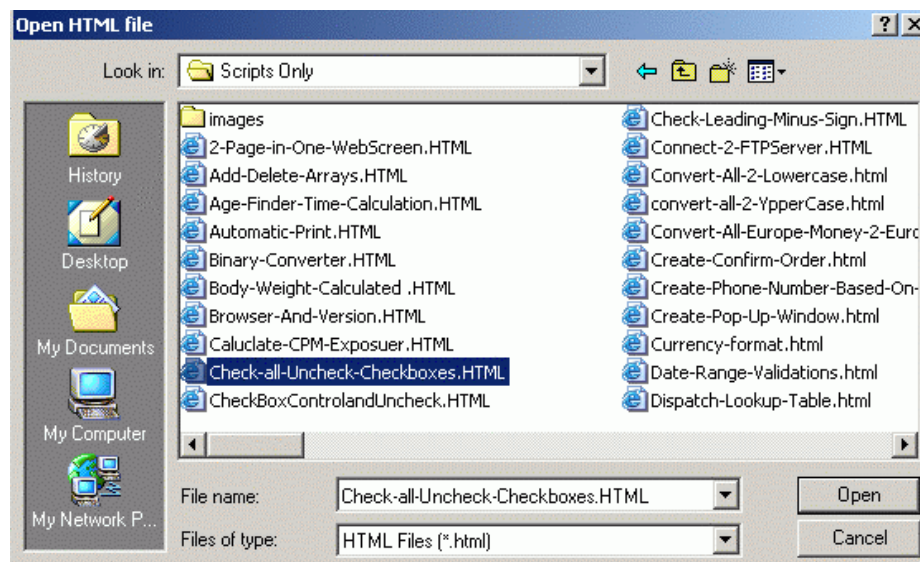 Open HTML file
Look in:
Scripts Only
History
Desktop
My Documents
My Computer
My Network P...
images
2-Page-in-One-WebScreen.HTML
Add-Delete-Arrays.HTML
Age-Finder-Time-Calculation.HTML
Automatic-Print.HTML
Binary-Converter.HTML
Body-Weight-Calculated .HTML
Browser-And-Version.HTML
Caluclate-CPM-Exposuer.HTML
Check-all-Uncheck-Checkboxes.HTML
CheckBoxControlandUncheck.HTML
Check-Leading-Minus-Sign.HTML
Connect-2-FTPServer.HTML
Convert-All-2-Lowercase.html
convert-all-2-YpperCase.html
Convert-All-Europe-Money-2-Euro
Create-Confirm-Order.html
Create-Phone-Number-Based-On-
Create-Pop-Up-Window.html
Currency-format.html
Date-Range-Validations.html
Dispatch-Lookup-Table.html
File name:
Check-all-Uncheck-Checkboxes.HTML
Open
Files of type:
HTML Files (*.html)
Cancel